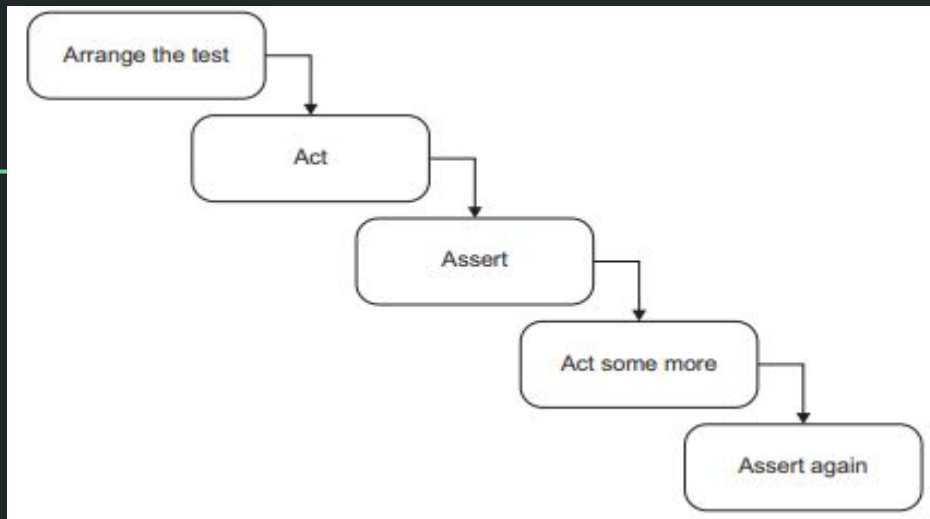 Arrange the test
Act
Assert
Act some more
Assert again